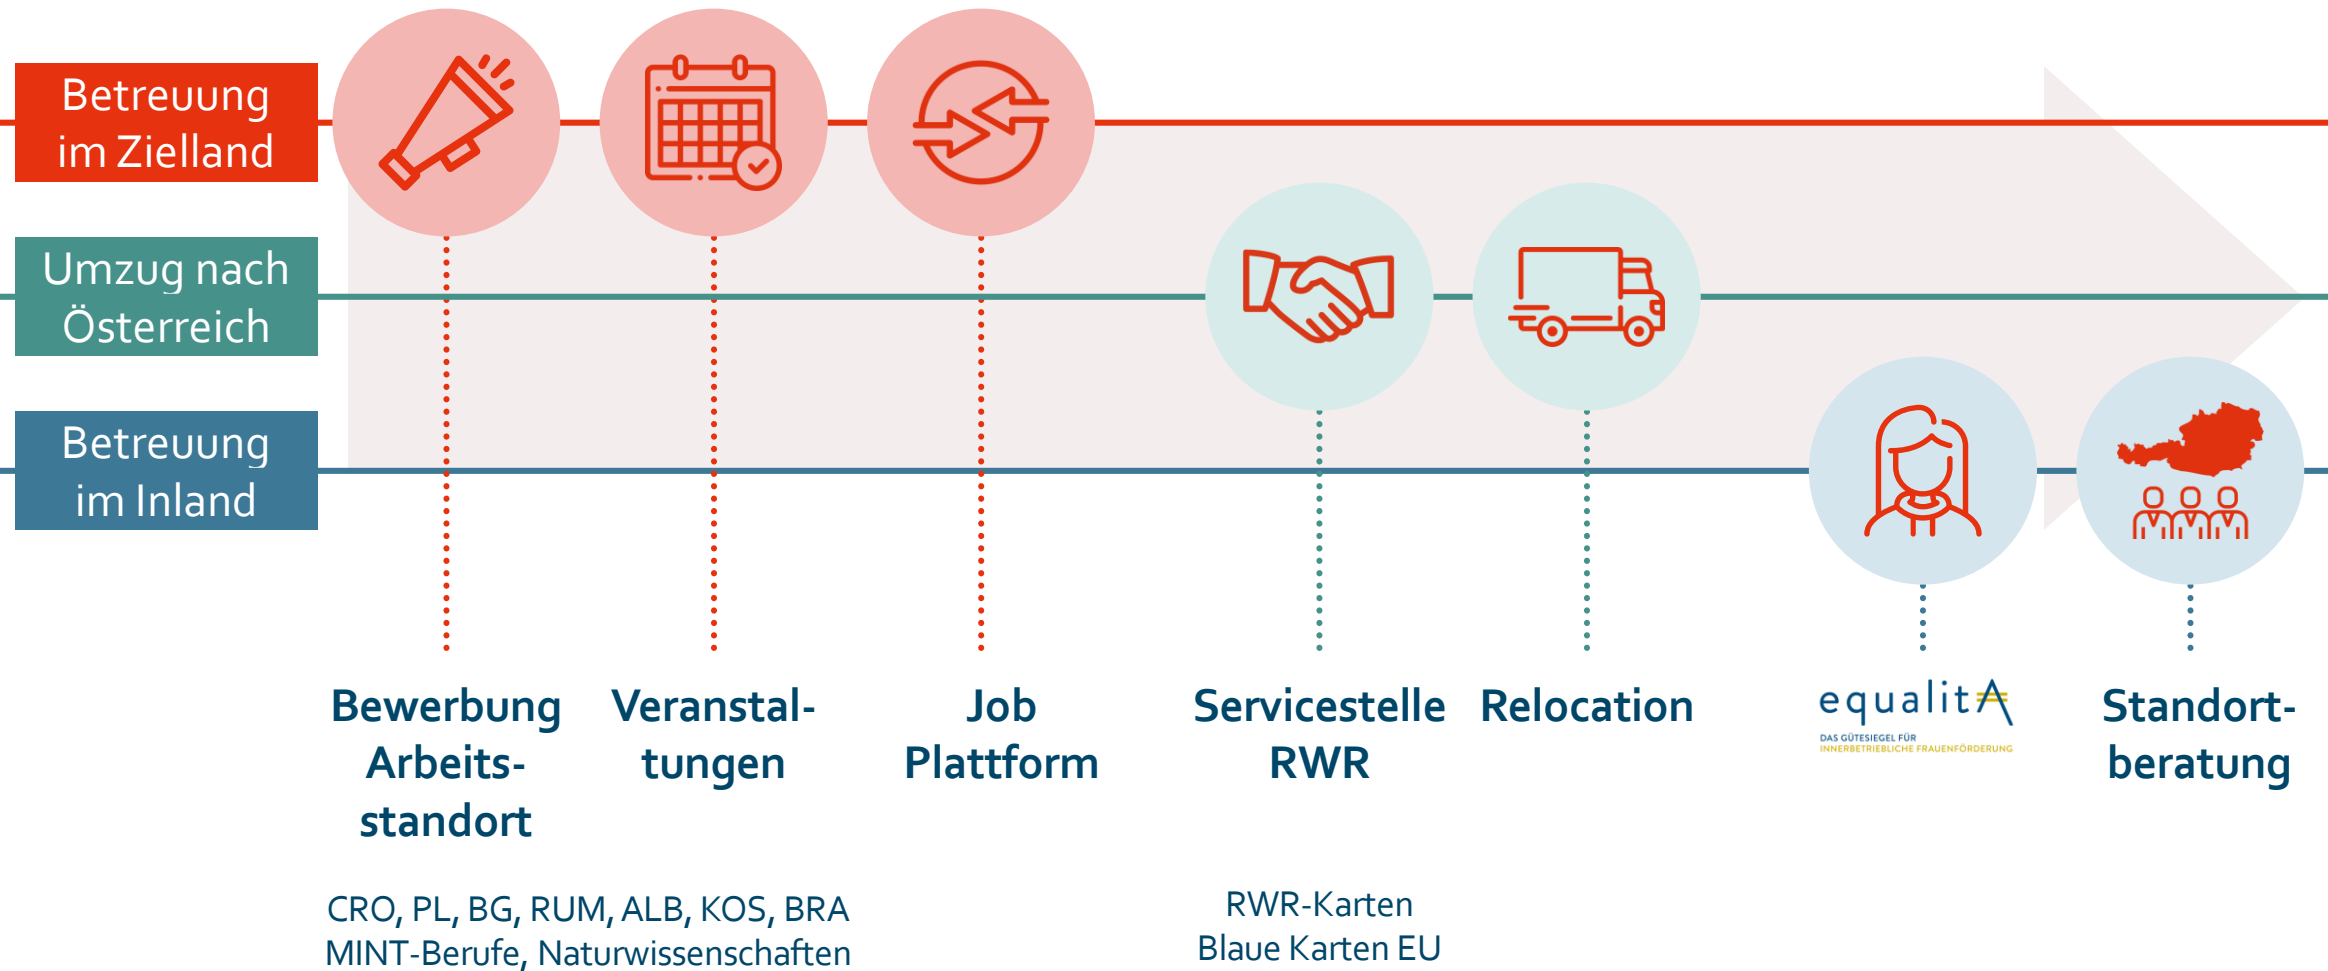 Betreuung
im Zielland
Umzug nach
Österreich
Betreuung
im Inland
Bewerbung
Arbeits-
standort
Veranstal-
tungen
Job
Plattform
Servicestelle
RWR
Relocation
equalitA
DAS GÜTESIEGEL FÜR
INNERBETRIEBLICHE FRAUENFÖRDERUNG
Standort-
beratung
CRO, PL, BG, RUM, ALB, KOS, BRA
MINT-Berufe, Naturwissenschaften
RWR-Karten
Blaue Karten EU